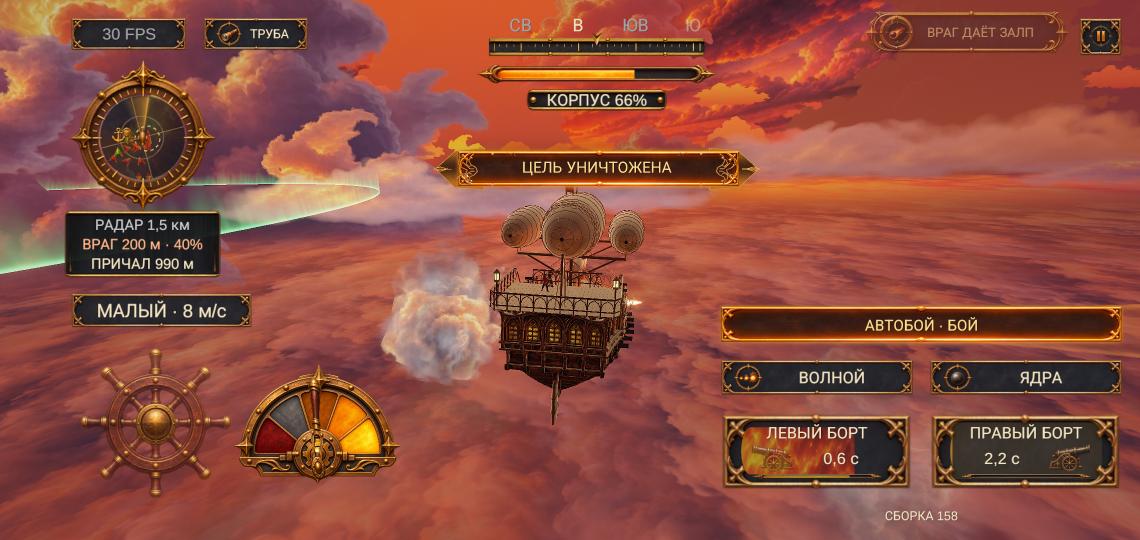 30 FPS
ТРУБА
СВ В ЮВ Ю
ВРАГ ДАЁТ ЗАЛП
КОРПУС 66%
ЦЕЛЬ УНИЧТОЖЕНА
РАДАР 1,5 км
ВРАГ 200 м · 40%
ПРИЧАЛ 990 м
МАЛЫЙ · 8 м/с
АВТОБОЙ · БОЙ
ВОЛНОЙ
ЯДРА
ЛЕВЫЙ БОРТ
0,6 с
ПРАВЫЙ БОРТ
2,2 с
СБОРКА 158